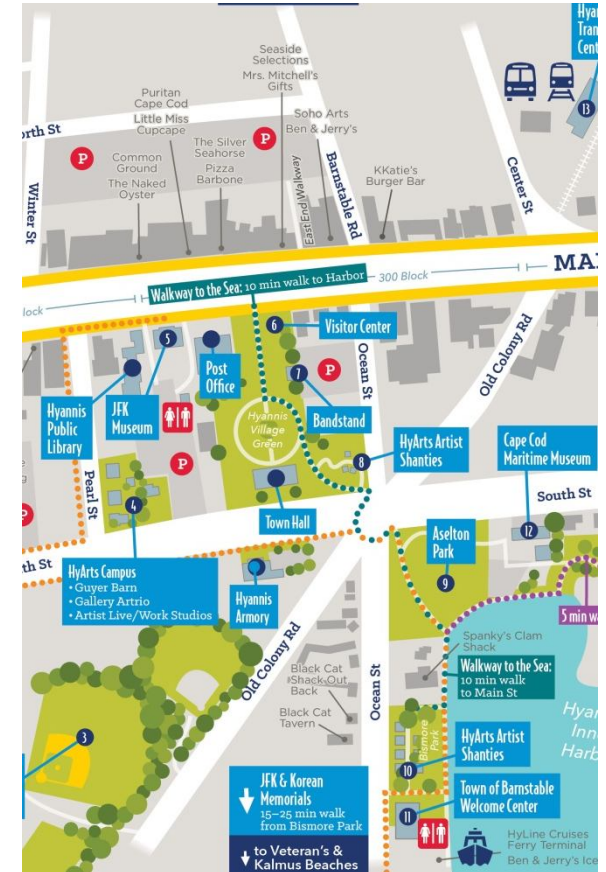 Hyan
Tran
Cent
13
Seaside
Selections
Mrs. Mitchell's
Gifts
Puritan
Cape Cod
Little Miss
Cupcape
Soho Arts
Ben & Jerry's
orth St
P
P
Common
Ground
The Naked
Oyster
The Silver
Seahorse
Pizza
Barbone
East End Walkway
Barnstable Rd
KKatie's
Burger Bar
Center St
Winter St
lock
Walkway to the Sea: 10 min walk to Harbor
300 Block
MAI
6
Visitor Center
5
Post
Office
7
P
Bandstand
Ocean St
Old Colony Rd
Hyannis
Public
Library
JFK
Museum
Hyannis
Village
Green
HyArts Artist
Shanties
8
Cape Cod
Maritime Museum
P
Pearl St
4
Town Hall
South St
P
12
th St
HyArts Campus
• Guyer Barn
• Gallery Artrio
• Artist Live/Work Studios
Hyannis
Armory
Aselton
Park
9
5 min wa
Old Colony Rd
Spanky's Clam
Shack
Walkway to the Sea:
10 min walk
to Main St
Black Cat
Shack Out
Back
Black Cat
Tavern
Ocean St
Hyan
Inn
Harb
3
Bismore
Park
HyArts Artist
Shanties
10
JFK & Korean
Memorials
15–25 min walk
from Bismore Park
Town of Barnstable
Welcome Center
11
to Veteran's &
Kalmus Beaches
HyLine Cruises
Ferry Terminal
Ben & Jerry's Ice